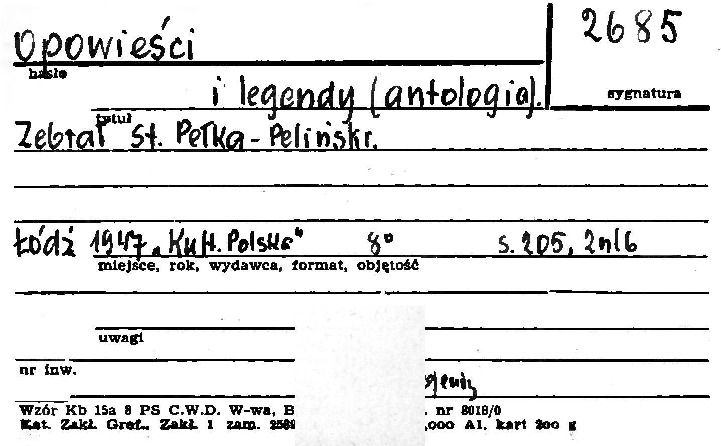 Opowieści 2685
hasło
i legendy (antologia). sygnatura
tytuł
Zebrał St. Pełka-Peliński.
Łódź 1947 „Kult. Polska" 8° s. 205, 2nlb
miejsce, rok, wydawca, format, objętość
uwagi
nr inw.
Wzór Kb 15a 8 PS C.W.D. W-wa, B . nr 8018/0
Kat. Zakł. Graf., Zakł. 1 zam. ,000 A1, kart 200 g